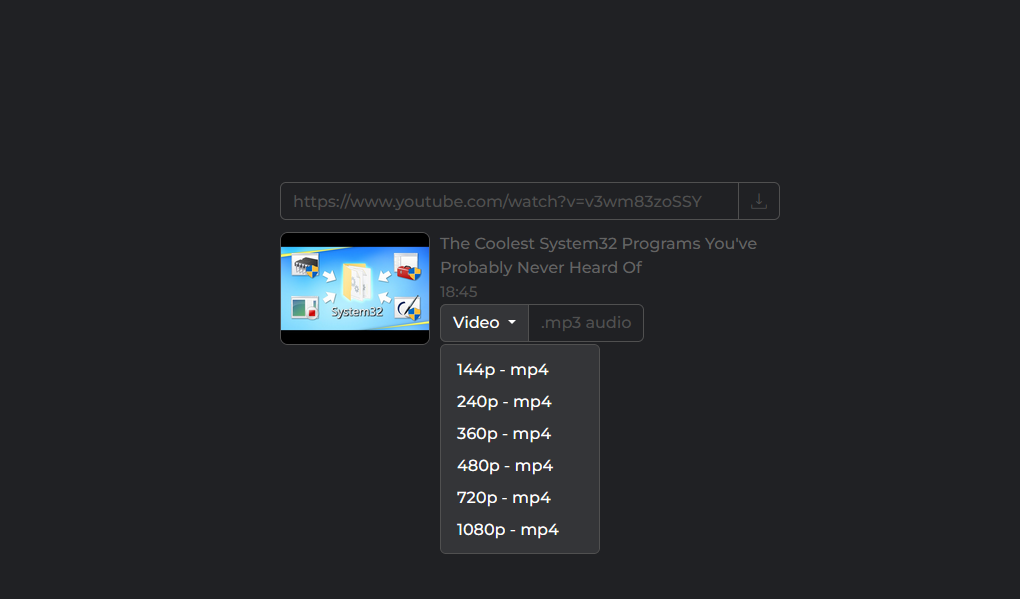 https://www.youtube.com/watch?v=v3wm83zoSSY
The Coolest System32 Programs You've
Probably Never Heard Of
18:45
System32
Video
.mp3 audio
144p - mp4
240p - mp4
360p - mp4
480p - mp4
720p - mp4
1080p - mp4